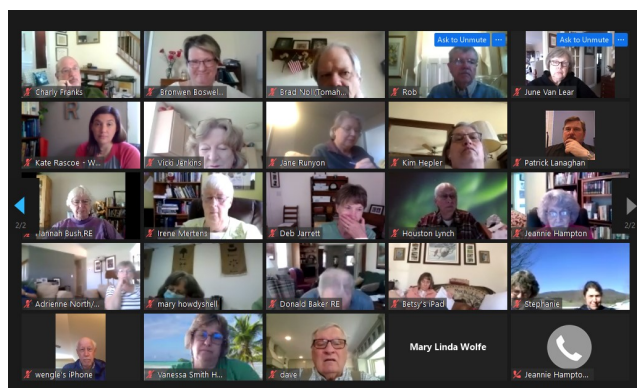 Ask to Unmute ...
Ask to Unmute ...
Charly Franks
Bronwen Boswel...
Brad Nol/Toman...
Rob
June Van Lear
Kate Rascoe - W...
Vicki Jenkins
Jane Runyon
Kim Hepler
Patrick Lanaghan
2/2
2/2
Hannah Bush,RE
Irene Mertens
Deb Jarrett
Houston Lynch
Jeannie Hampton
Adrienne North/...
mary howdyshell
Donald Baker RE
Betsy's iPad
Stephanie
Mary Linda Wolfe
wengle's iPhone
Vanessa Smith H...
dave
Jeannie Hampto...